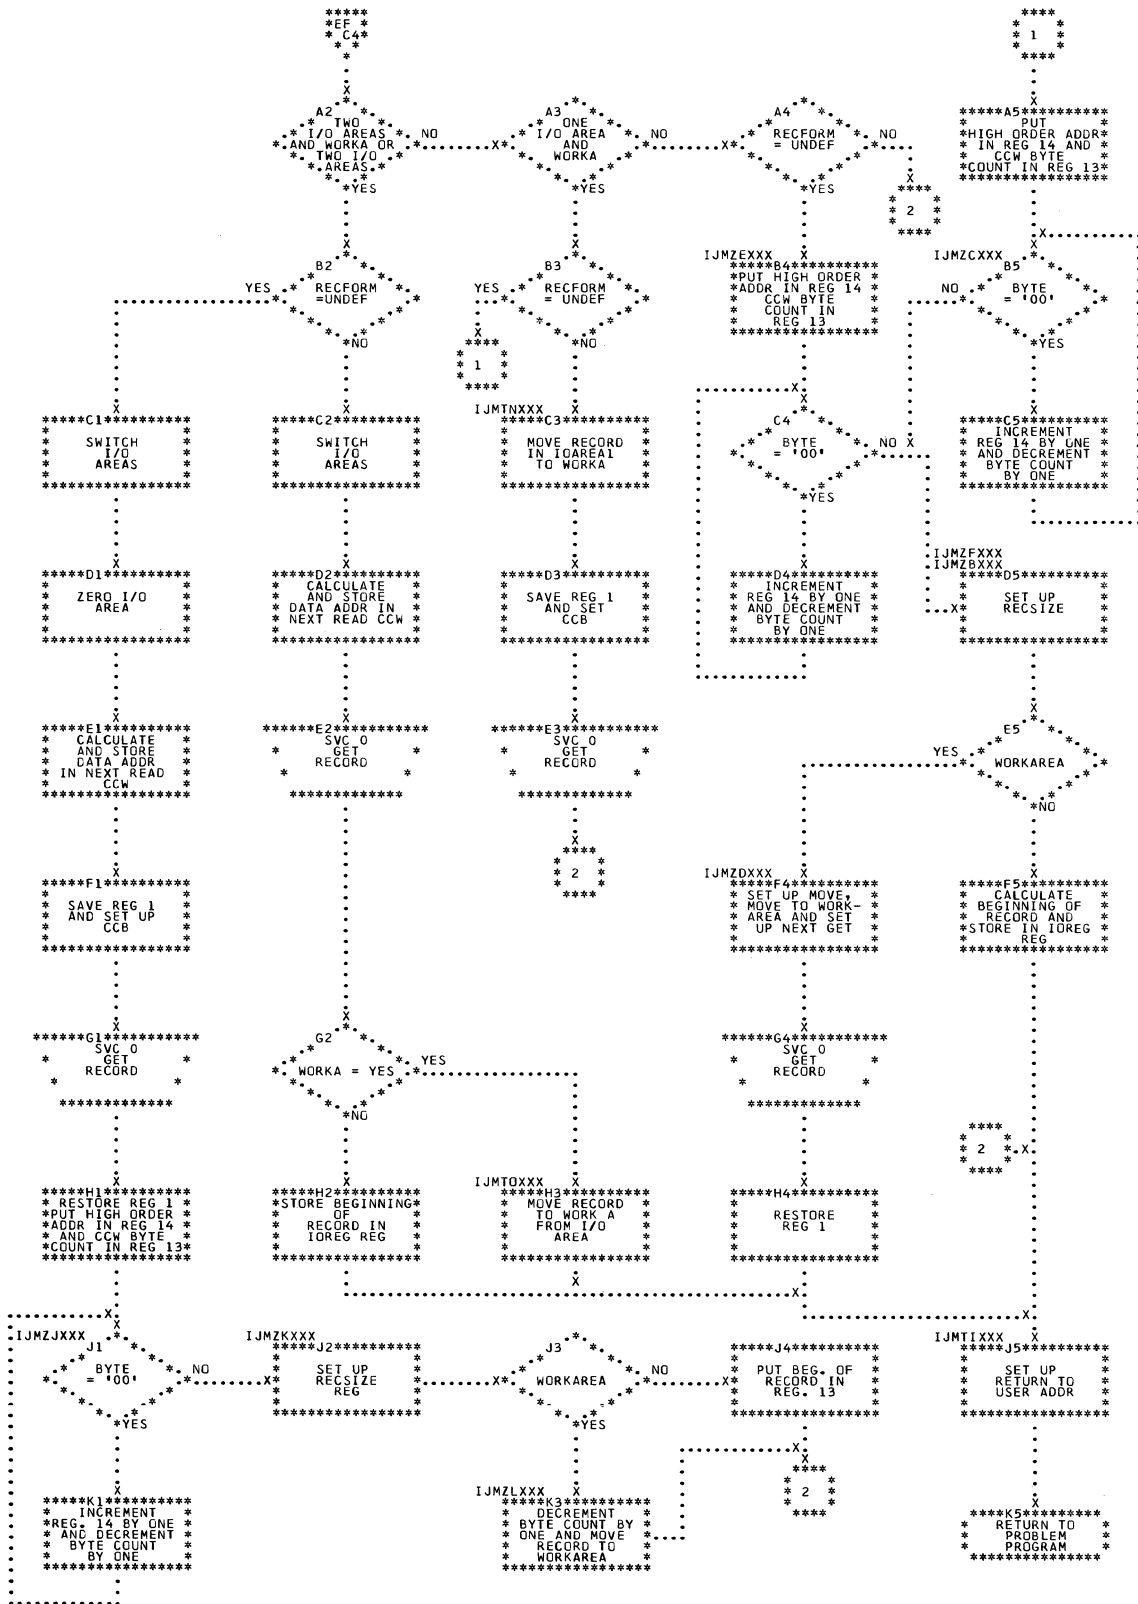 EF
C4
1
A2
TWO
I/O AREAS
AND WORKA OR
TWO I/O
AREAS
NO
YES
A3
ONE
I/O AREA
AND
WORKA
NO
YES
A4
RECFORM
= UNDEF
NO
YES
A5
PUT
HIGH ORDER ADDR
IN REG 14 AND
CCW BYTE
COUNT IN REG 13
2
B2
RECFORM
=UNDEF
YES
NO
B3
RECFORM
= UNDEF
YES
NO
1
IJMZEXXX
B4
PUT HIGH ORDER
ADDR IN REG 14
CCW BYTE
COUNT IN
REG 13
IJMZCXXX
B5
BYTE
= '00'
NO
YES
C1
SWITCH
I/O
AREAS
C2
SWITCH
I/O
AREAS
IJMTNXXX
C3
MOVE RECORD
IN IOAREA1
TO WORKA
C4
BYTE
= '00'
NO
YES
C5
INCREMENT
REG 14 BY ONE
AND DECREMENT
BYTE COUNT
BY ONE
D1
ZERO I/O
AREA
D2
CALCULATE
AND STORE
DATA ADDR IN
NEXT READ CCW
D3
SAVE REG 1
AND SET
CCB
D4
INCREMENT
REG 14 BY ONE
AND DECREMENT
BYTE COUNT
BY ONE
IJMZFXXX
IJMZBXXX
D5
SET UP
RECSIZE
E1
CALCULATE
AND STORE
DATA ADDR
IN NEXT READ
CCW
E2
SVC 0
GET
RECORD
E3
SVC 0
GET
RECORD
2
E5
WORKAREA
YES
NO
F1
SAVE REG 1
AND SET UP
CCB
IJMZDXXX
F4
SET UP MOVE,
MOVE TO WORK-
AREA AND SET
UP NEXT GET
F5
CALCULATE
BEGINNING OF
RECORD AND
STORE IN IOREG
REG
G1
SVC 0
GET
RECORD
G2
WORKA = YES
YES
NO
G4
SVC 0
GET
RECORD
2
H1
RESTORE REG 1
PUT HIGH ORDER
ADDR IN REG 14
AND CCW BYTE
COUNT IN REG 13
H2
STORE BEGINNING
OF
RECORD IN
IOREG REG
IJMTOXXX
H3
MOVE RECORD
TO WORK A
FROM I/O
AREA
H4
RESTORE
REG 1
IJMZJXXX
J1
BYTE
= '00'
NO
YES
IJMZKXXX
J2
SET UP
RECSIZE
REG
J3
WORKAREA
NO
YES
J4
PUT BEG. OF
RECORD IN
REG. 13
IJMTIXXX
J5
SET UP
RETURN TO
USER ADDR
2
K1
INCREMENT
REG. 14 BY ONE
AND DECREMENT
BYTE COUNT
BY ONE
IJMZLXXX
K3
DECREMENT
BYTE COUNT BY
ONE AND MOVE
RECORD TO
WORKAREA
K5
RETURN TO
PROBLEM
PROGRAM